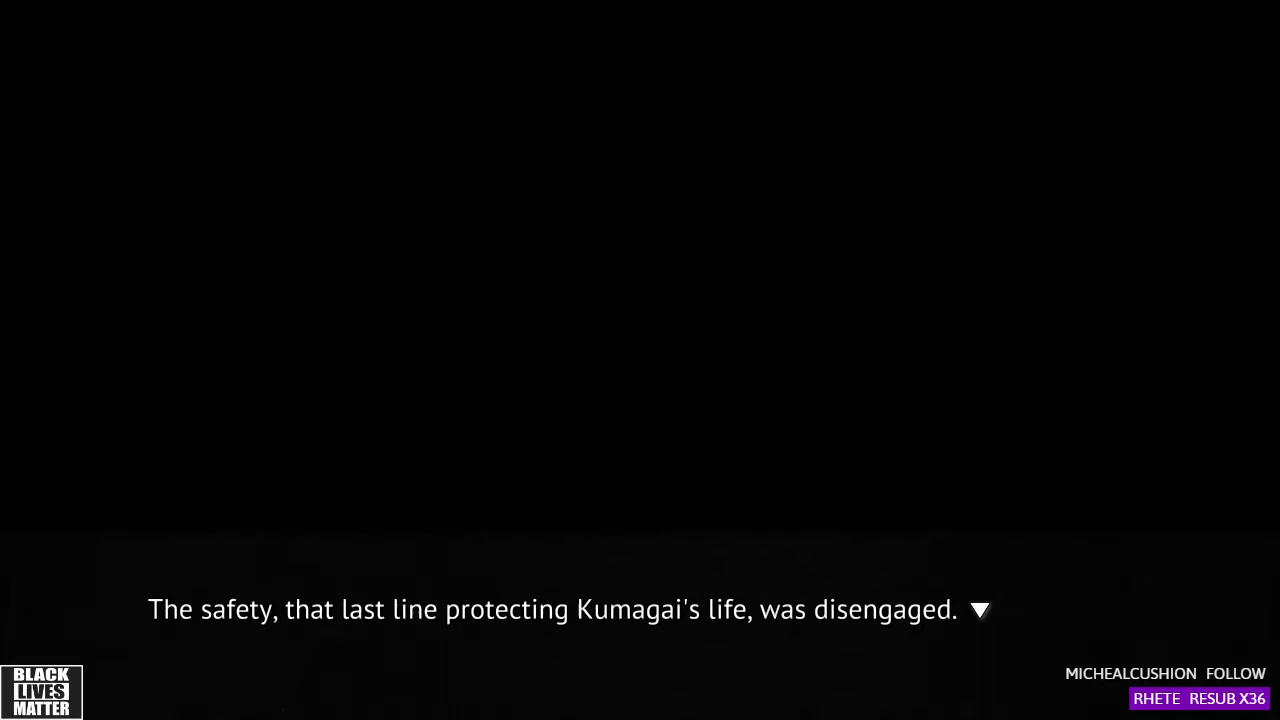 The safety, that last line protecting Kumagai's life, was disengaged.
BLACK
LIVES
MATTER
MICHEALCUSHION FOLLOW
RHETE RESUB X36